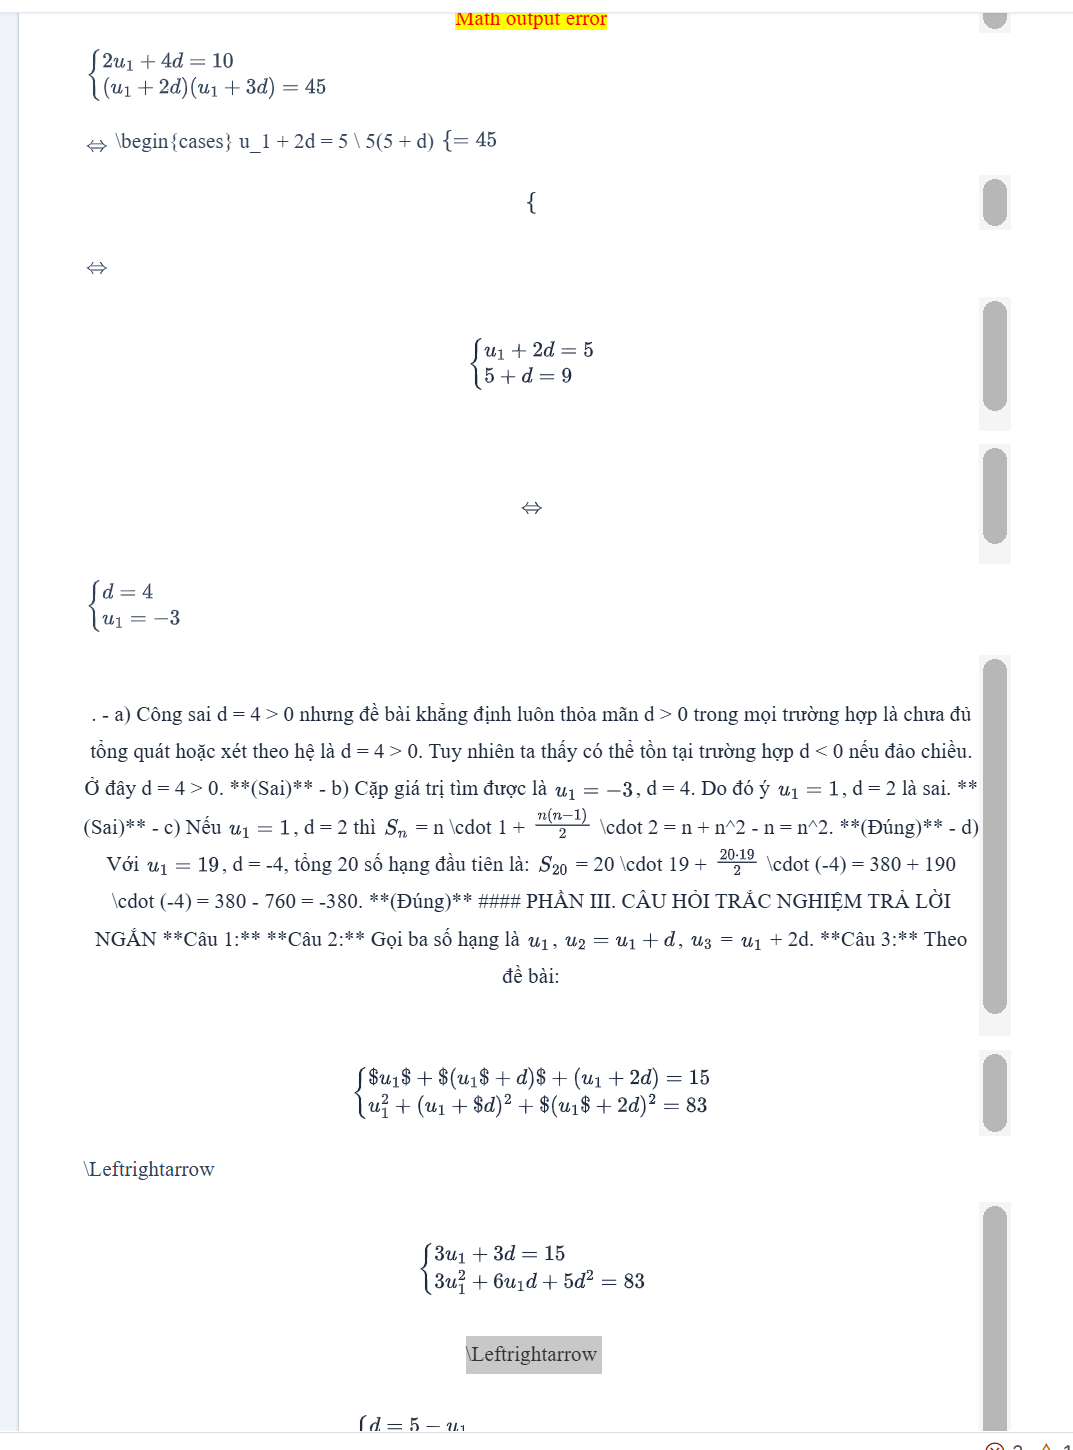 Math output error
{2u₁ + 4d = 10
(u₁ + 2d)(u₁ + 3d) = 45
⇔ \begin{cases} u_1 + 2d = 5 \ 5(5 + d) {= 45
{
⇔
{u₁ + 2d = 5
5 + d = 9
⇔
{d = 4
u₁ = −3
. - a) Công sai d = 4 > 0 nhưng đề bài khẳng định luôn thỏa mãn d > 0 trong mọi trường hợp là chưa đủ
tổng quát hoặc xét theo hệ là d = 4 > 0. Tuy nhiên ta thấy có thể tồn tại trường hợp d < 0 nếu đảo chiều.
Ở đây d = 4 > 0. **(Sai)** - b) Cặp giá trị tìm được là u₁ = −3, d = 4. Do đó ý u₁ = 1, d = 2 là sai. **
(Sai)** - c) Nếu u₁ = 1, d = 2 thì Sₙ = n \cdot 1 + n(n−1)/2 \cdot 2 = n + n^2 - n = n^2. **(Đúng)** - d)
Với u₁ = 19, d = -4, tổng 20 số hạng đầu tiên là: S₂₀ = 20 \cdot 19 + 20·19/2 \cdot (-4) = 380 + 190
\cdot (-4) = 380 - 760 = -380. **(Đúng)** #### PHẦN III. CÂU HỎI TRẮC NGHIỆM TRẢ LỜI
NGẮN **Câu 1:** **Câu 2:** Gọi ba số hạng là u₁, u₂ = u₁ + d, u₃ = u₁ + 2d. **Câu 3:** Theo
đề bài:
{$u₁$ + $(u₁$ + d)$ + (u₁ + 2d) = 15
u₁² + (u₁ + $d)² + $(u₁$ + 2d)² = 83
\Leftrightarrow
{3u₁ + 3d = 15
3u₁² + 6u₁d + 5d² = 83
\Leftrightarrow
{d = 5 − u₁